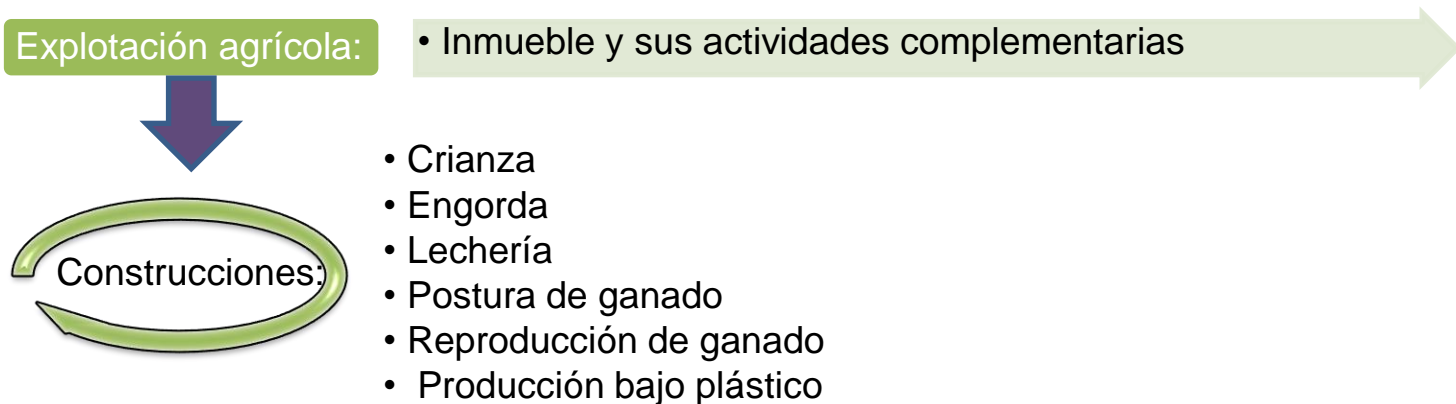 Explotación agrícola:
• Inmueble y sus actividades complementarias
Construcciones:
• Crianza
• Engorda
• Lechería
• Postura de ganado
• Reproducción de ganado
• Producción bajo plástico